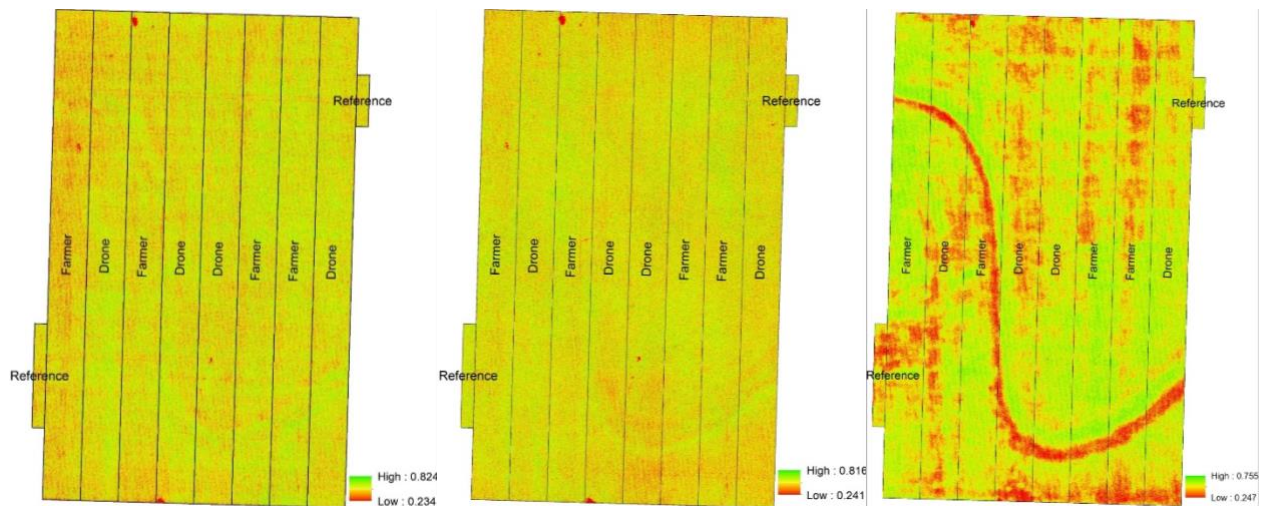 Reference
Farmer
Drone
Farmer
Drone
Drone
Farmer
Farmer
Drone
Reference
High : 0.824
Low : 0.234
Reference
Farmer
Drone
Farmer
Drone
Drone
Farmer
Farmer
Drone
Reference
High : 0.816
Low : 0.241
Reference
Farmer
Drone
Farmer
Drone
Drone
Farmer
Farmer
Drone
Reference
High : 0.755
Low : 0.247